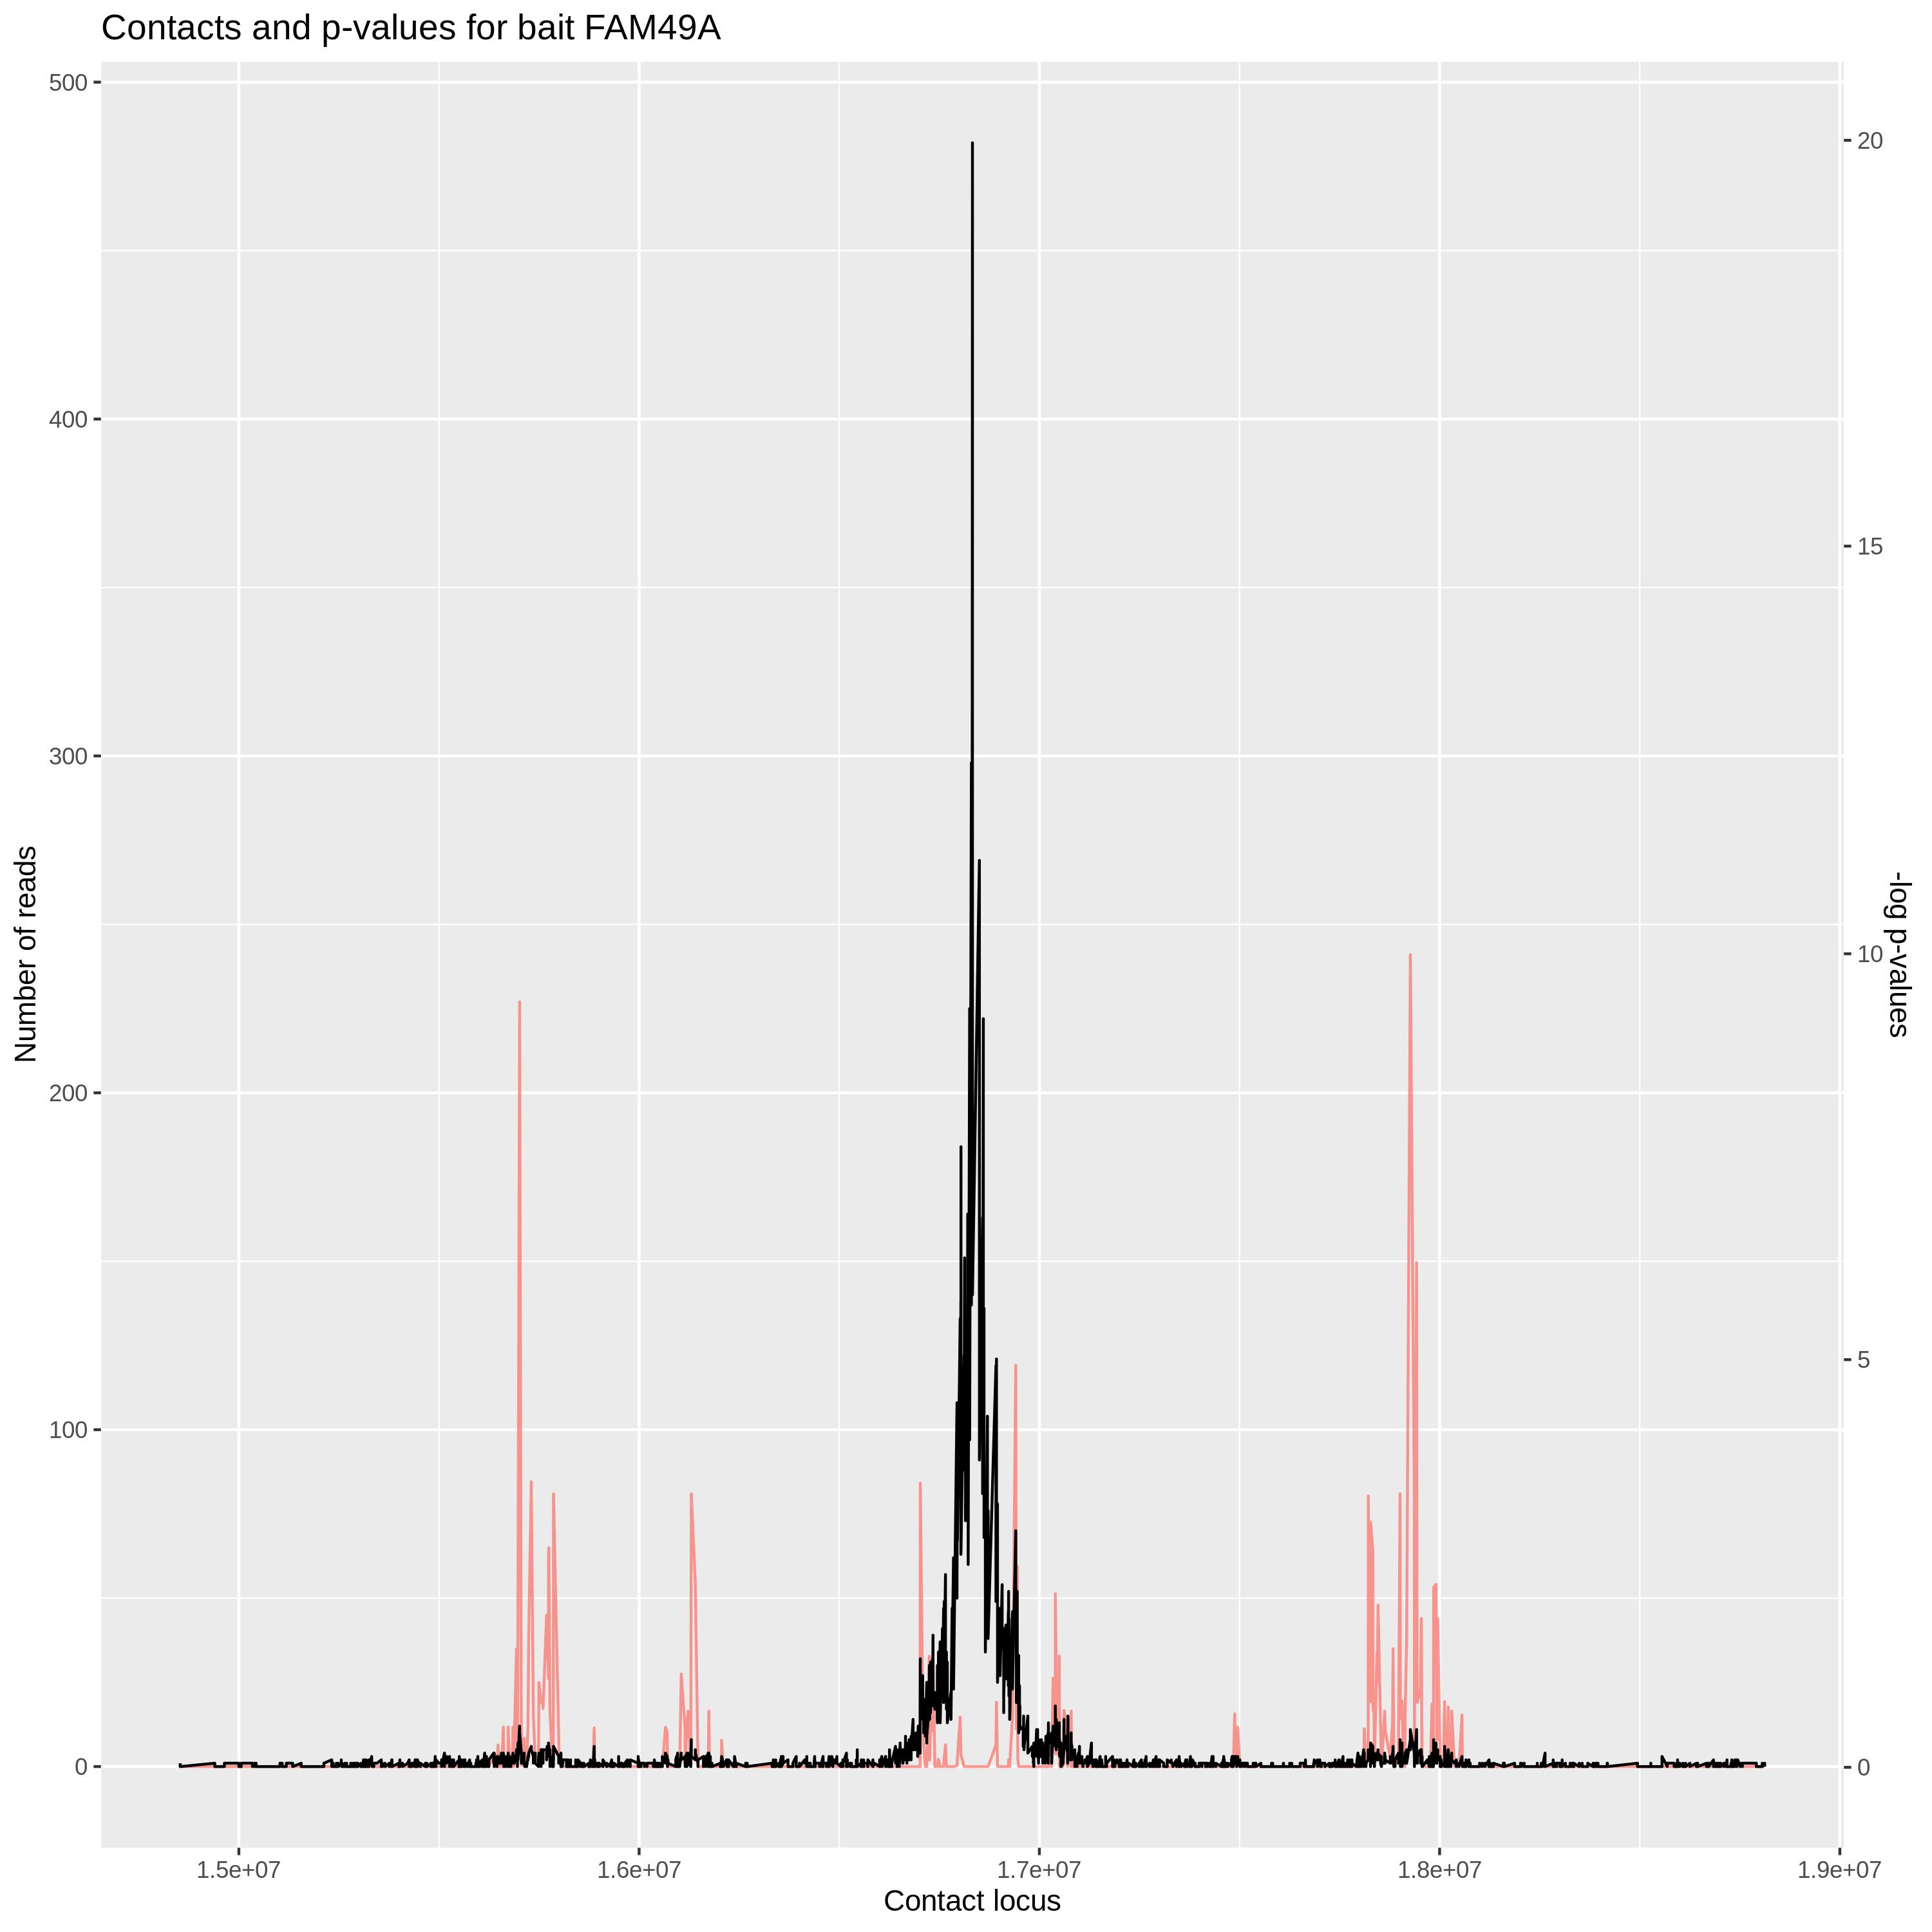 Contacts and p-values for bait FAM49A
500
400
300
200
100
0
Number of reads
20
15
10
5
0
-log p-values
1.5e+07
1.6e+07
1.7e+07
1.8e+07
1.9e+07
Contact locus